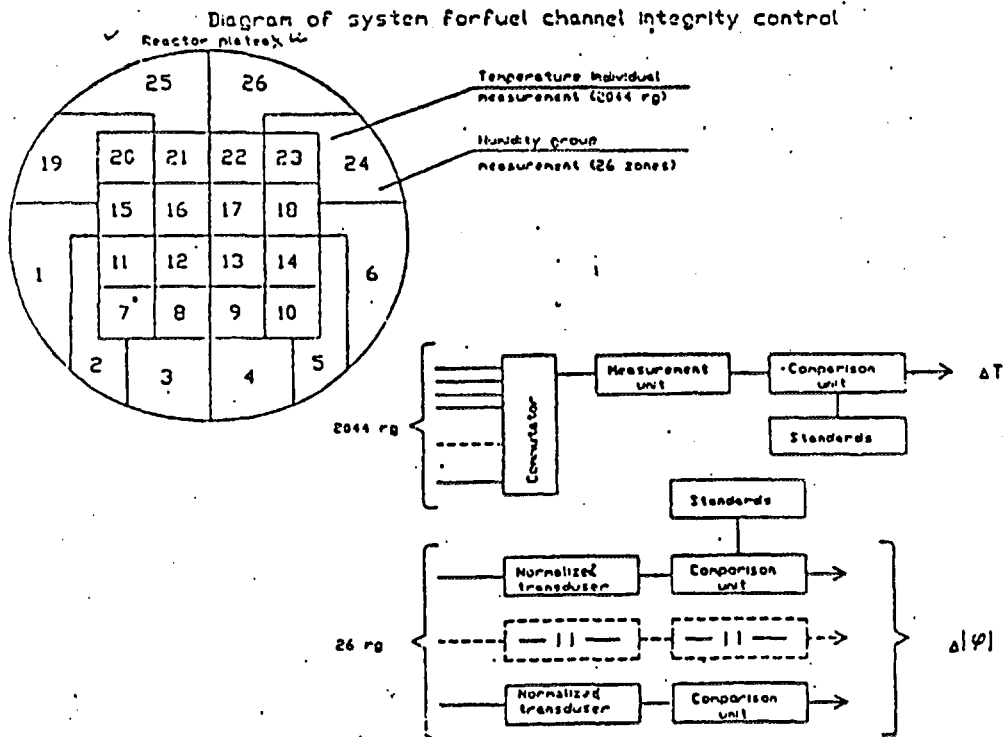 Diagram of system forfuel channel integrity control
Reactor plateau
25 26
Temperature individual
measurement (2044 rg)
Humidity group
measurement (26 zones)
19 20 21 22 23 24
15 16 17 18
1 11 12 13 14 6
7 8 9 10
2 3 4 5
2044 rg
Commutator
Measurement
unit
Comparison
unit
ΔT
Standards
Standards
26 rg
Normalized
transduser
Comparison
unit
— || — — || —
Δ|φ|
Normalized
transduser
Comparison
unit